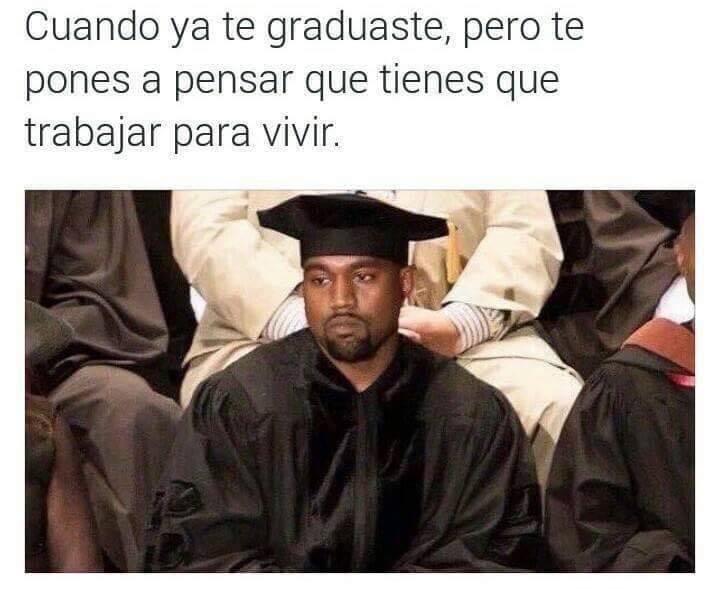 Cuando ya te graduaste, pero te
pones a pensar que tienes que
trabajar para vivir.